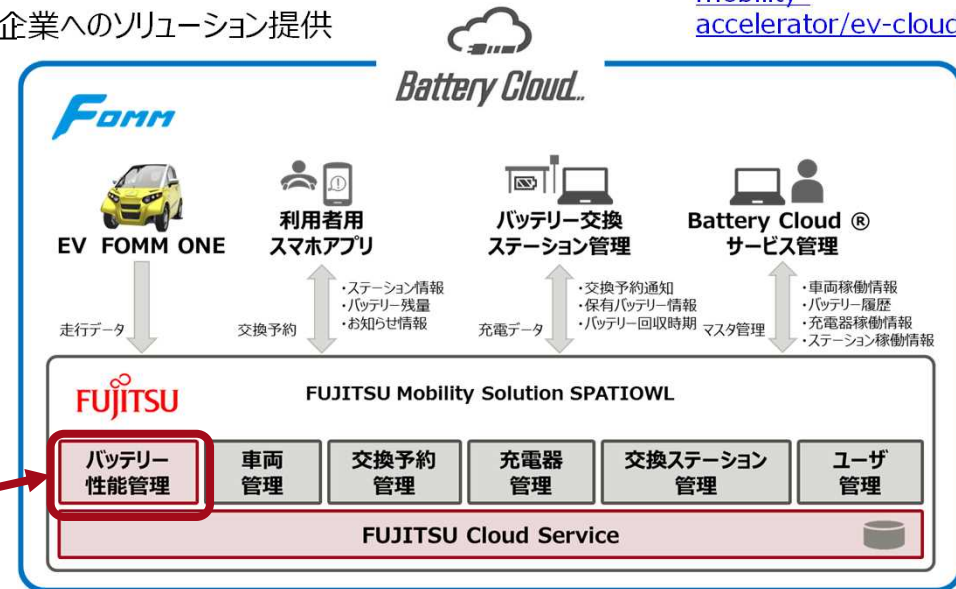 企業へのソリューション提供
mobility-
accelerator/ev-cloud
Battery Cloud...
FOMM
EV FOMM ONE
利用者用
スマホアプリ
バッテリー交換
ステーション管理
Battery Cloud ®
サービス管理
走行データ
交換予約
・ステーション情報
・バッテリー残量
・お知らせ情報
充電データ
・交換予約通知
・保有バッテリー情報
・バッテリー回収時期
マスタ管理
・車両稼働情報
・バッテリー履歴
・充電器稼働情報
・ステーション稼働情報
FUJITSU
FUJITSU Mobility Solution SPATIOWL
バッテリー
性能管理
車両
管理
交換予約
管理
充電器
管理
交換ステーション
管理
ユーザ
管理
FUJITSU Cloud Service